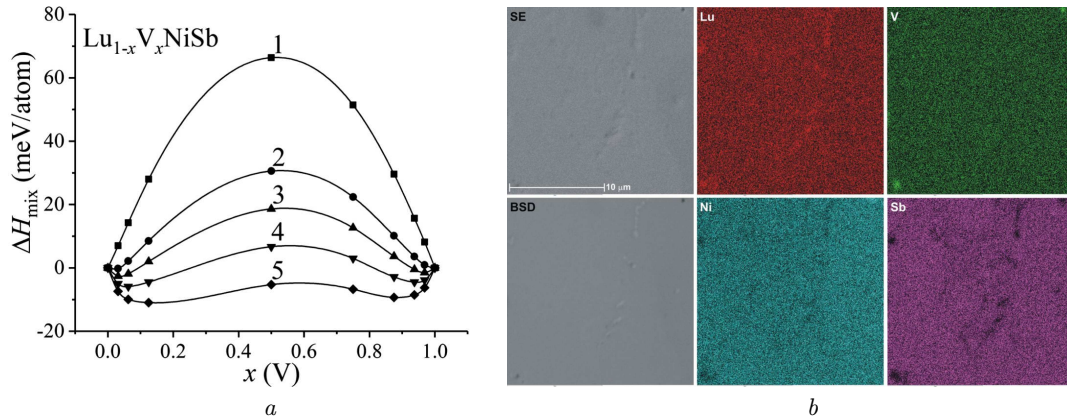 Lu1-xVxNiSb
ΔHmix (meV/atom)
80
60
40
20
0
-20
1
2
3
4
5
0.0 0.2 0.4 0.6 0.8 1.0
x (V)
a
SE
10 μm
Lu
V
BSD
Ni
Sb
b